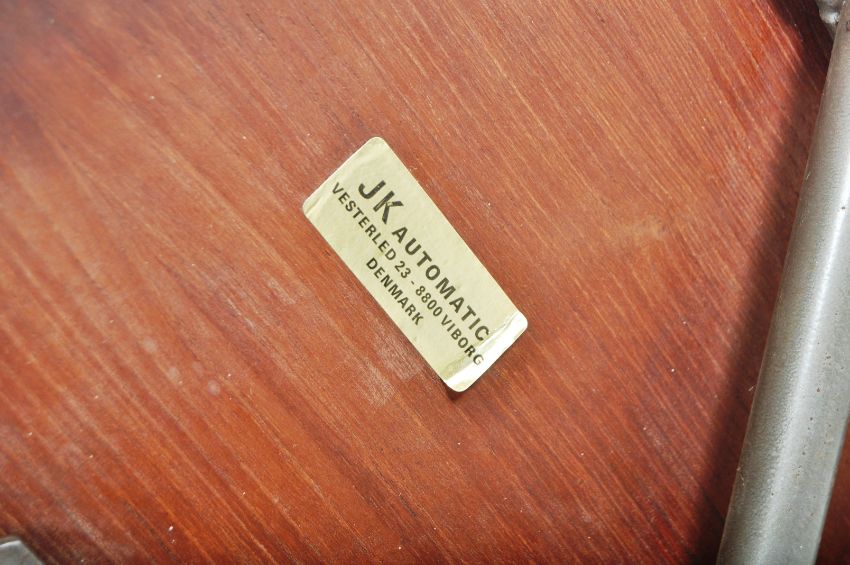 JK AUTOMATIC
VESTERLED 23 - 8800 VIBORG
DENMARK